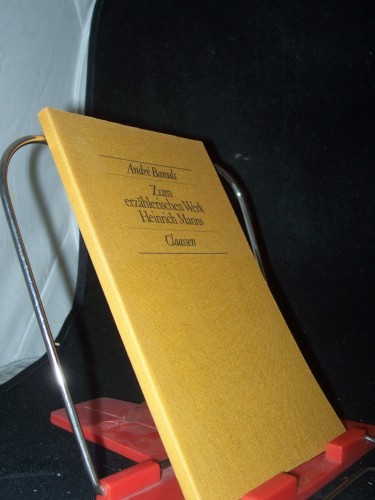 André Banuls
Zum
erzählerischen Werk
Heinrich Manns
Claassen